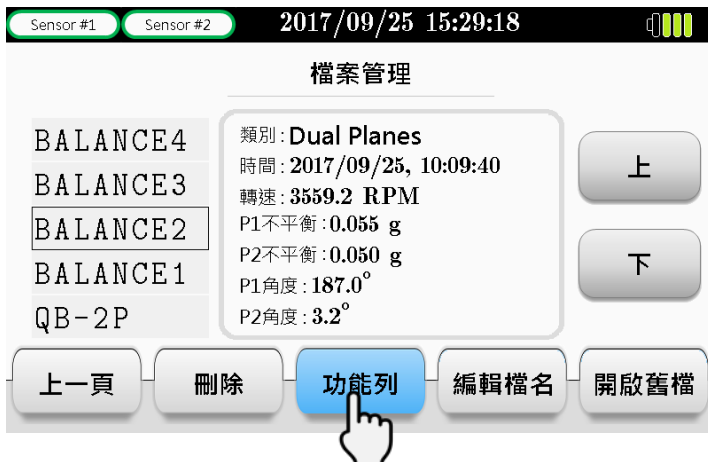 Sensor #1 Sensor #2 2017/09/25 15:29:18
檔案管理
BALANCE4
BALANCE3
BALANCE2
BALANCE1
QB-2P
類別:Dual Planes
時間:2017/09/25, 10:09:40
轉速:3559.2 RPM
P1不平衡:0.055 g
P2不平衡:0.050 g
P1角度:187.0°
P2角度:3.2°
上
下
上一頁 刪除 功能列 編輯檔名 開啟舊檔